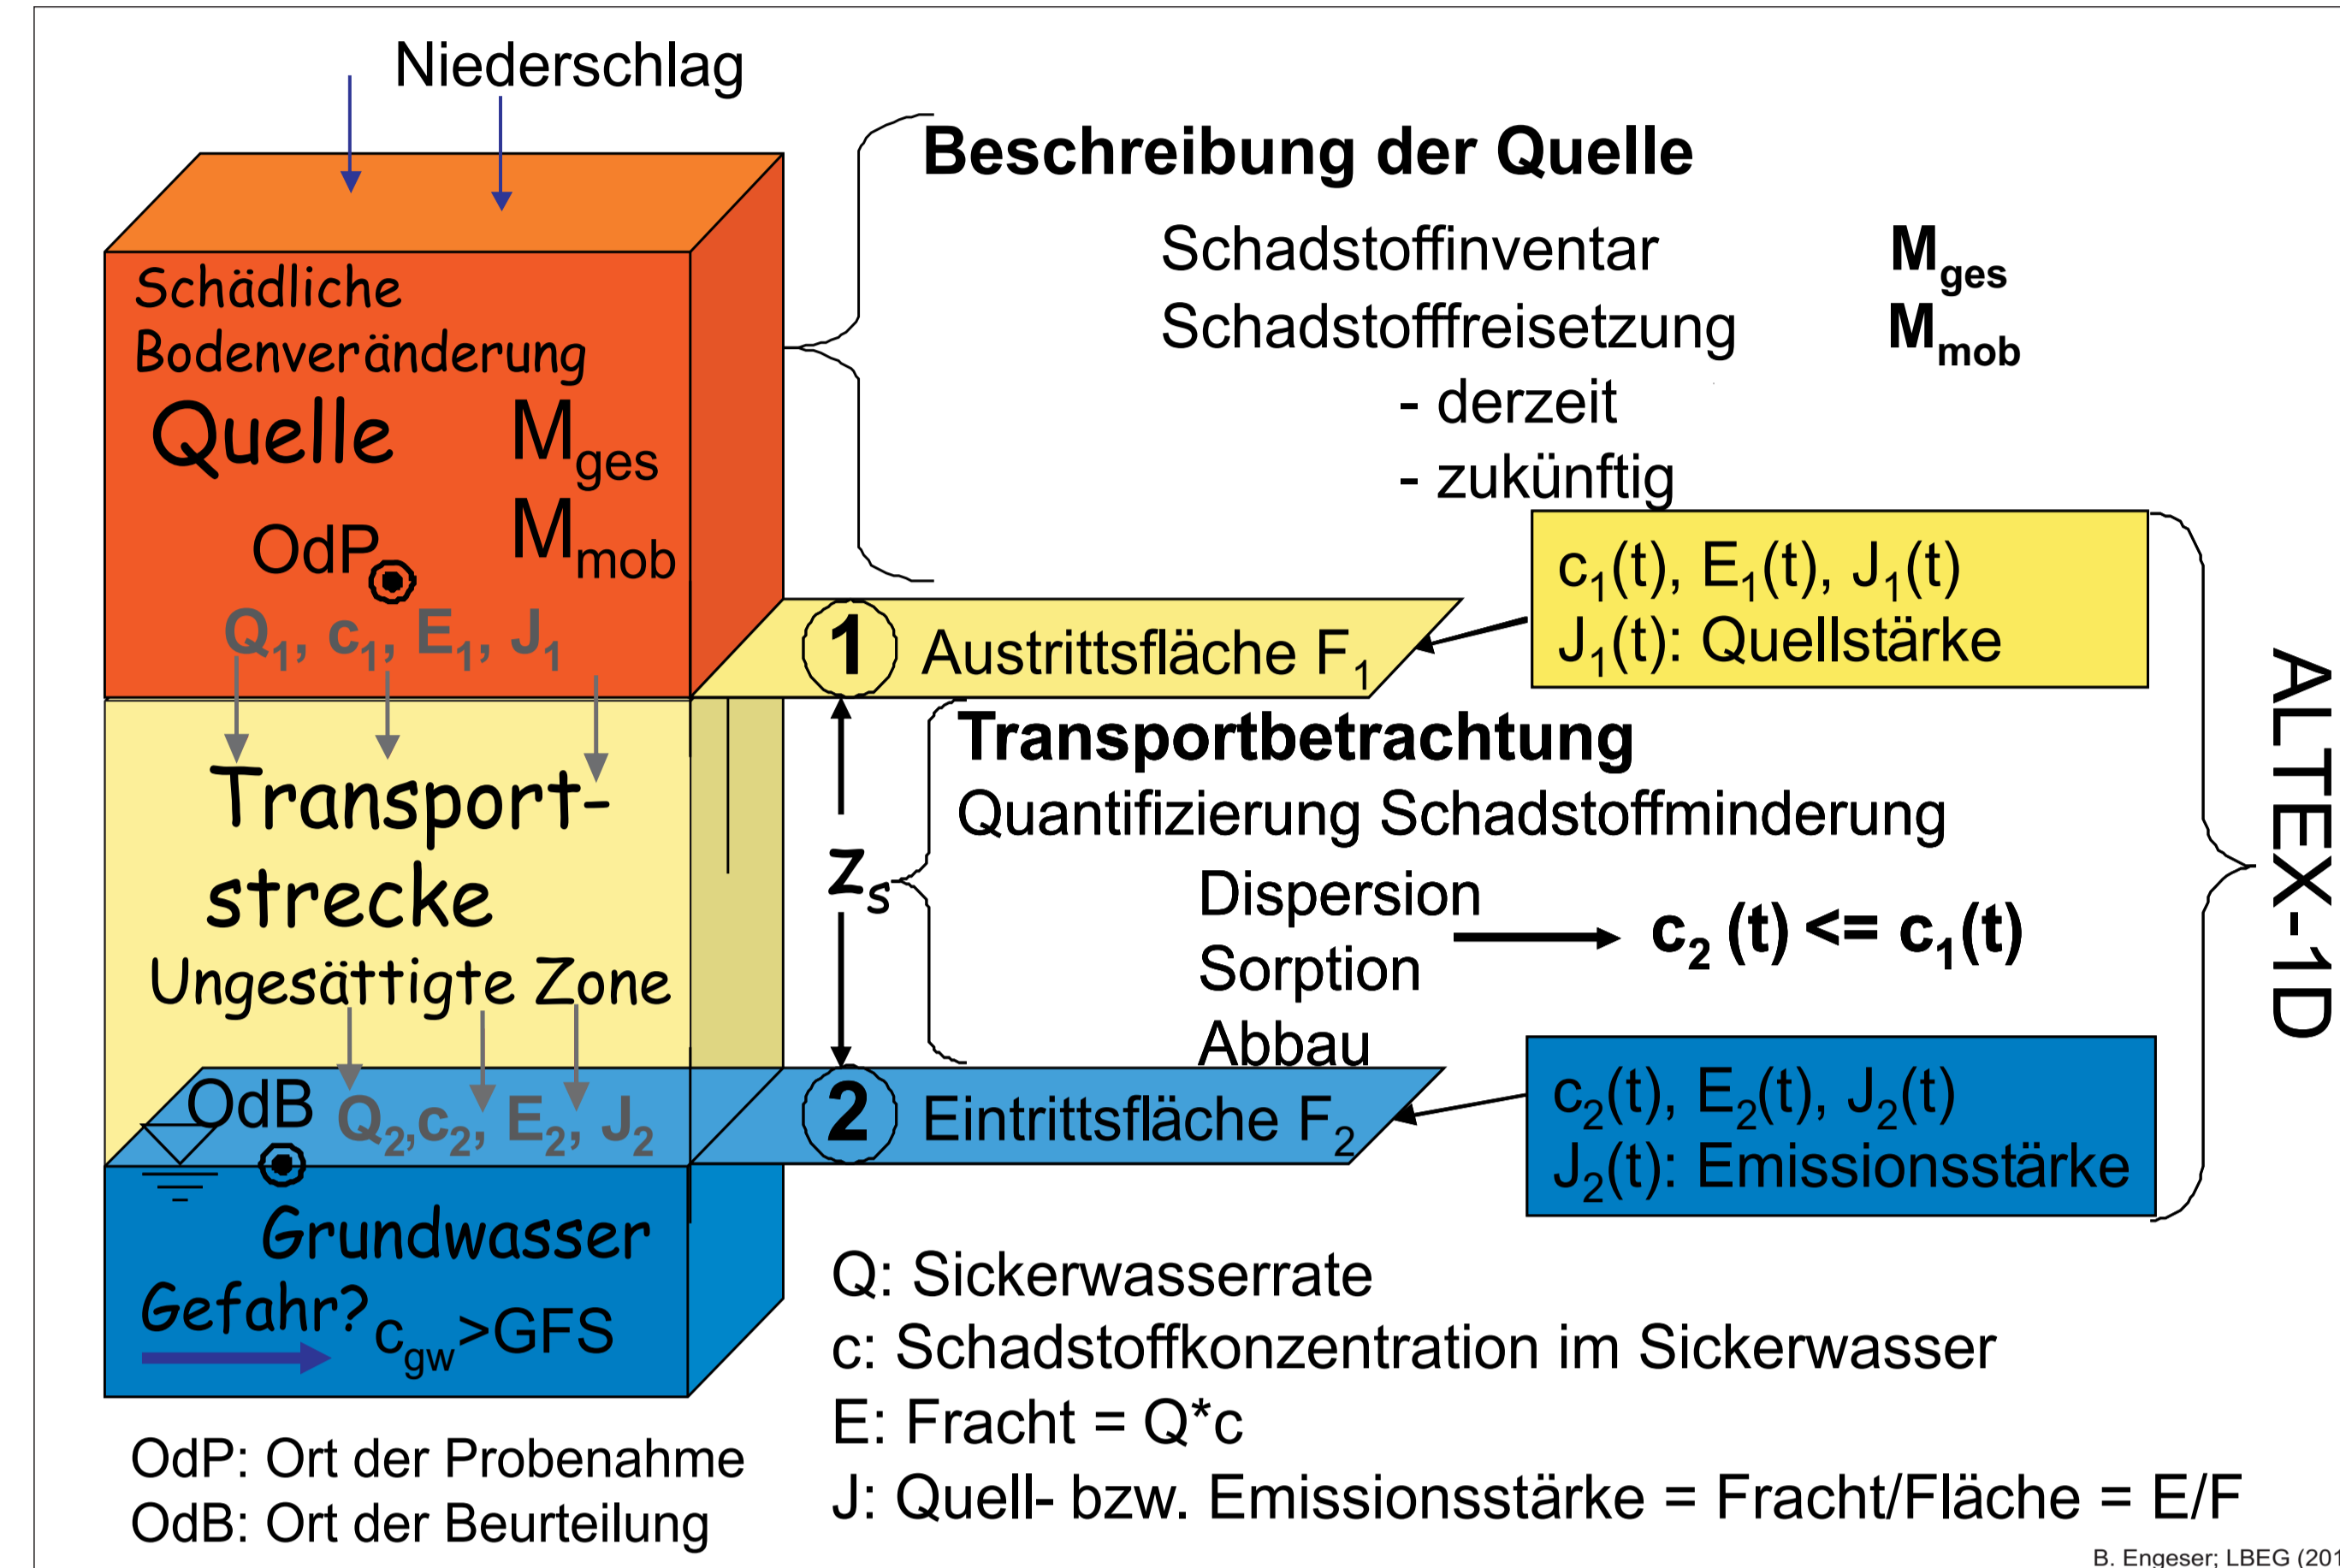 Niederschlag
Beschreibung der Quelle
Schadstoffinventar M_ges
Schadstofffreisetzung M_mob
- derzeit
- zukünftig
Schädliche
Bodenveräderung
Quelle M_ges
OdP M_mob
Q_1, c_1, E_1, J_1
1 Austrittsfläche F_1
c_1(t), E_1(t), J_1(t)
J_1(t): Quellstärke
Transport-
strecke
Ungesättigte Zone
z_s
Transportbetrachtung
Quantifizierung Schadstoffminderung
Dispersion
Sorption
Abbau
c_2(t) <= c_1(t)
ALTEX-1D
OdB Q_2, c_2, E_2, J_2
2 Eintrittsfläche F_2
c_2(t), E_2(t), J_2(t)
J_2(t): Emissionsstärke
Grundwasser
Gefahr? c_gw>GFS
Q: Sickerwasserrate
c: Schadstoffkonzentration im Sickerwasser
E: Fracht = Q*c
J: Quell- bzw. Emissionsstärke = Fracht/Fläche = E/F
OdP: Ort der Probenahme
OdB: Ort der Beurteilung
B. Engeser; LBEG